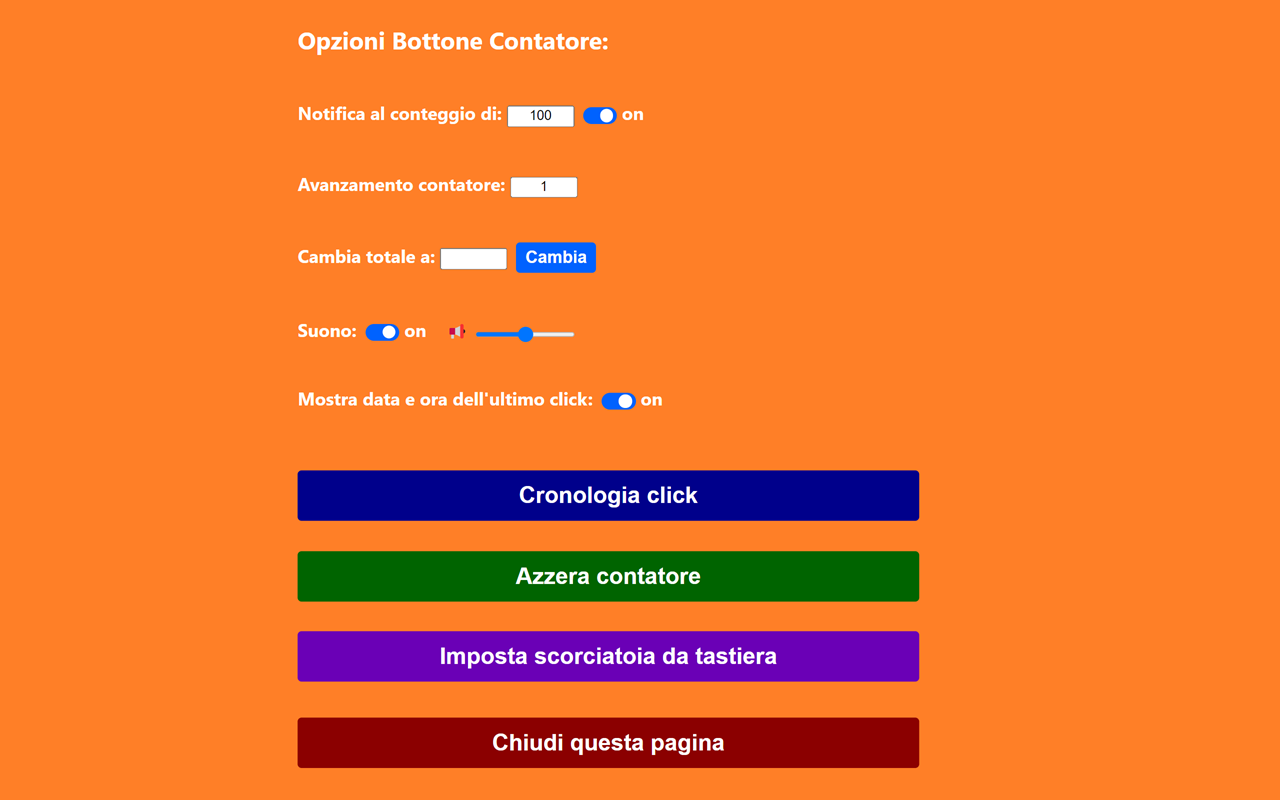 Opzioni Bottone Contatore:
Notifica al conteggio di: 100 on
Avanzamento contatore: 1
Cambia totale a: Cambia
Suono: on
Mostra data e ora dell'ultimo click: on
Cronologia click
Azzera contatore
Imposta scorciatoia da tastiera
Chiudi questa pagina